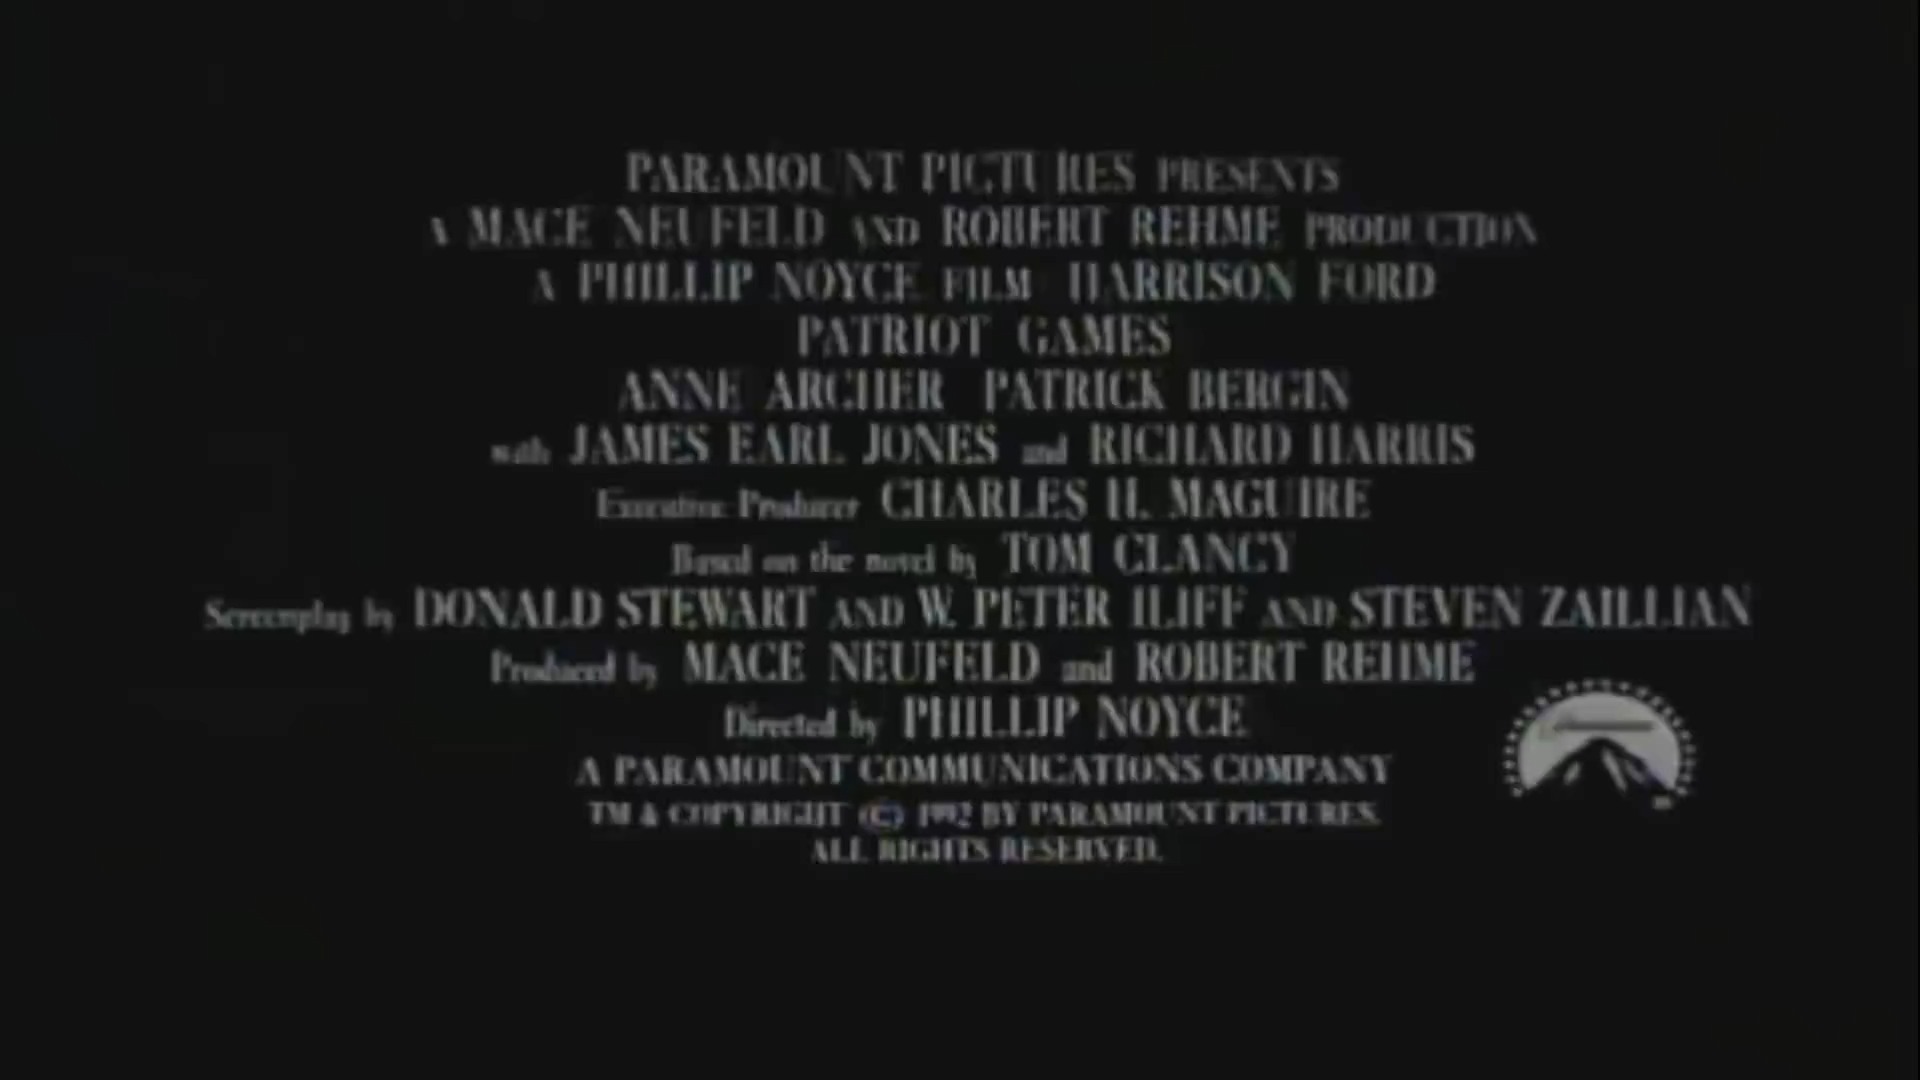 PARAMOUNT PICTURES PRESENTS
A MACE NEUFELD AND ROBERT REHME PRODUCTION
A PHILLIP NOYCE FILM HARRISON FORD
PATRIOT GAMES
ANNE ARCHER PATRICK BERGIN
with JAMES EARL JONES and RICHARD HARRIS
Executive Producer CHARLES H. MAGUIRE
Based on the novel by TOM CLANCY
Screenplay by DONALD STEWART AND W. PETER ILIFF AND STEVEN ZAILLIAN
Produced by MACE NEUFELD and ROBERT REHME
Directed by PHILLIP NOYCE
A PARAMOUNT COMMUNICATIONS COMPANY
TM & COPYRIGHT © 1992 BY PARAMOUNT PICTURES.
ALL RIGHTS RESERVED.